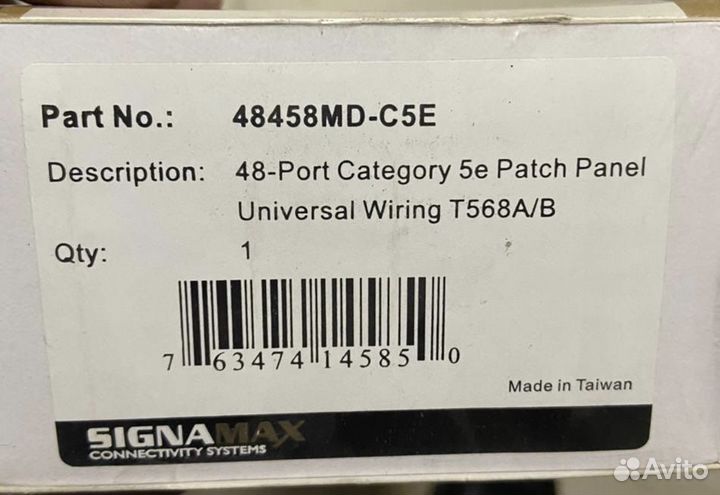 Part No.: 48458MD-C5E
Description: 48-Port Category 5e Patch Panel
Universal Wiring T568A/B
Qty: 1
7 63474 14585 0
Made in Taiwan
SIGNAMAX
CONNECTIVITY SYSTEMS
Avito